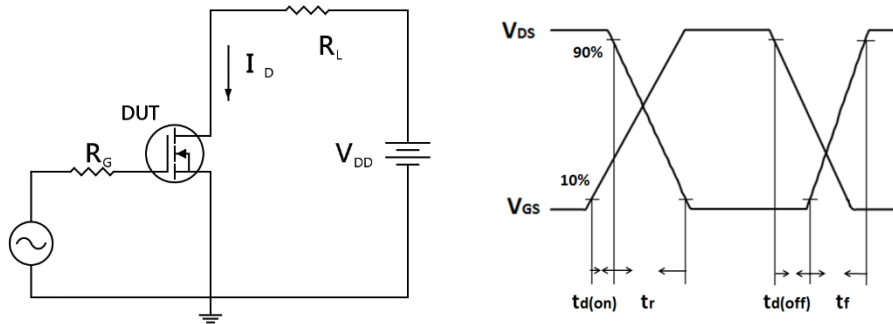 R_L
I_D
DUT
R_G
V_DD
V_DS
90%
10%
V_GS
td(on) tr td(off) tf